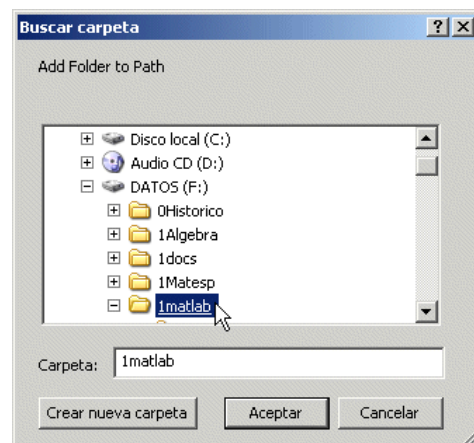 Buscar carpeta
Add Folder to Path
Disco local (C:)
Audio CD (D:)
DATOS (F:)
0Historico
1Algebra
1docs
1Matesp
1matlab
Carpeta: 1matlab
Crear nueva carpeta Aceptar Cancelar